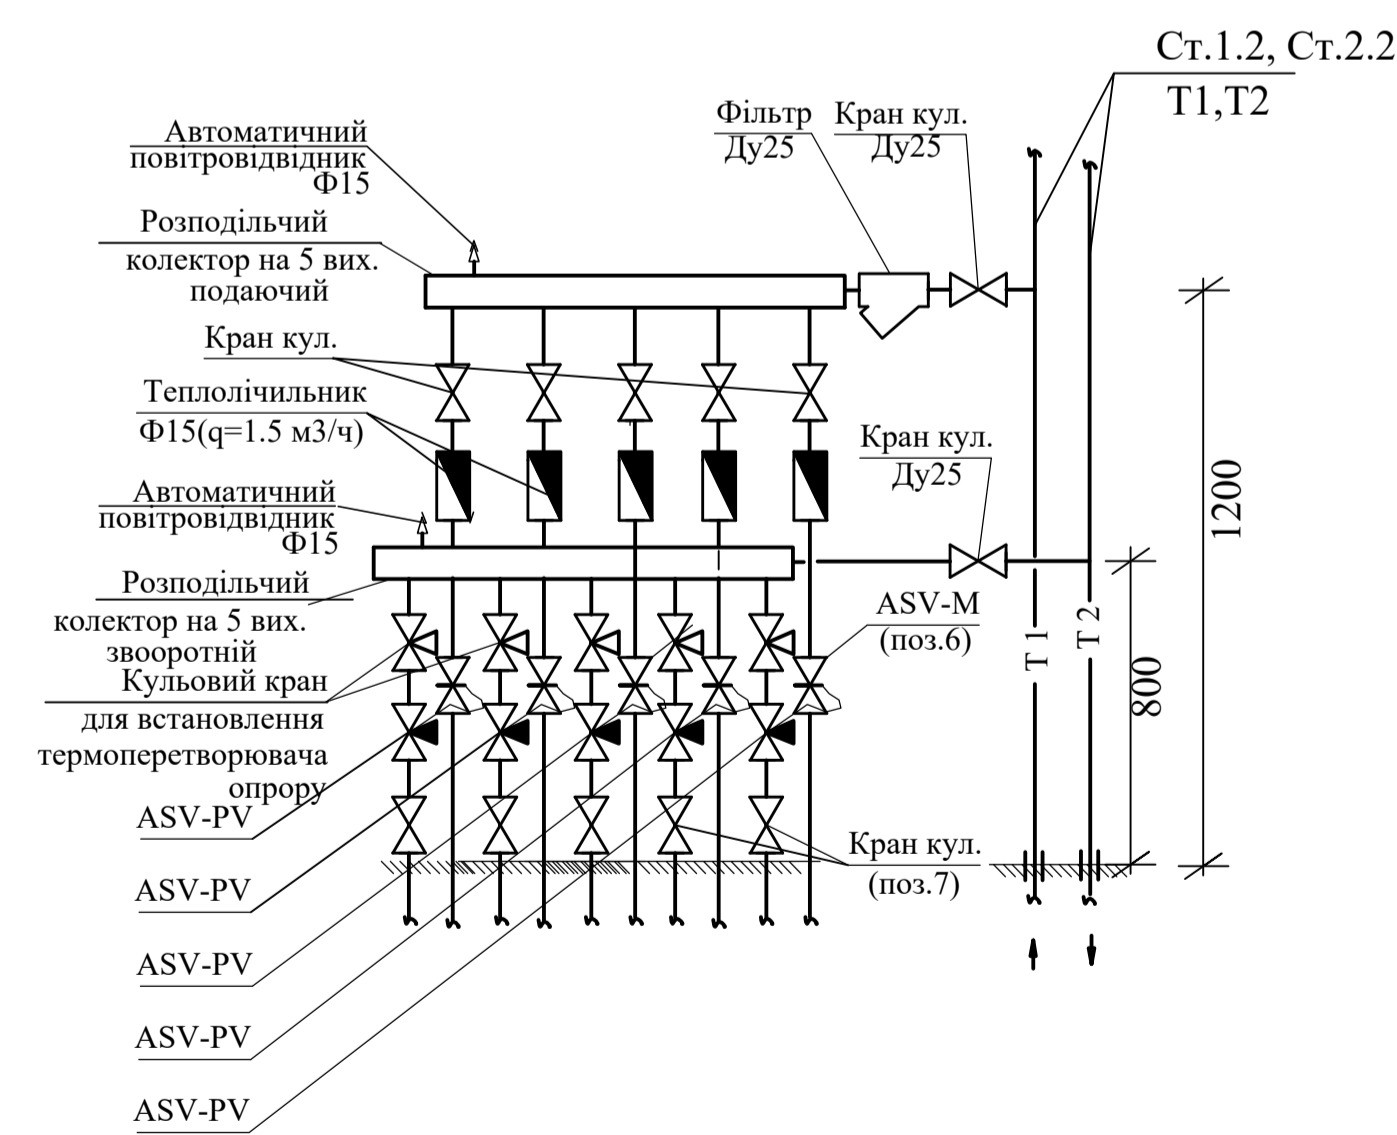 Ст.1.2, Ст.2.2
Т1,Т2
Фільтр
Ду25
Кран кул.
Ду25
Автоматичний
повітровідвідник
Ф15
Розподільчий
колектор на 5 вих.
подаючий
Кран кул.
Теплолічильник
Ф15(q=1.5 м3/ч)
Кран кул.
Ду25
Автоматичний
повітровідвідник
Ф15
Розподільчий
колектор на 5 вих.
звооротній
Кульовий кран
для встановлення
термоперетворювача
опрору
ASV-M
(поз.6)
Т 1
Т 2
800
1200
ASV-PV
Кран кул.
(поз.7)
ASV-PV
ASV-PV
ASV-PV
ASV-PV